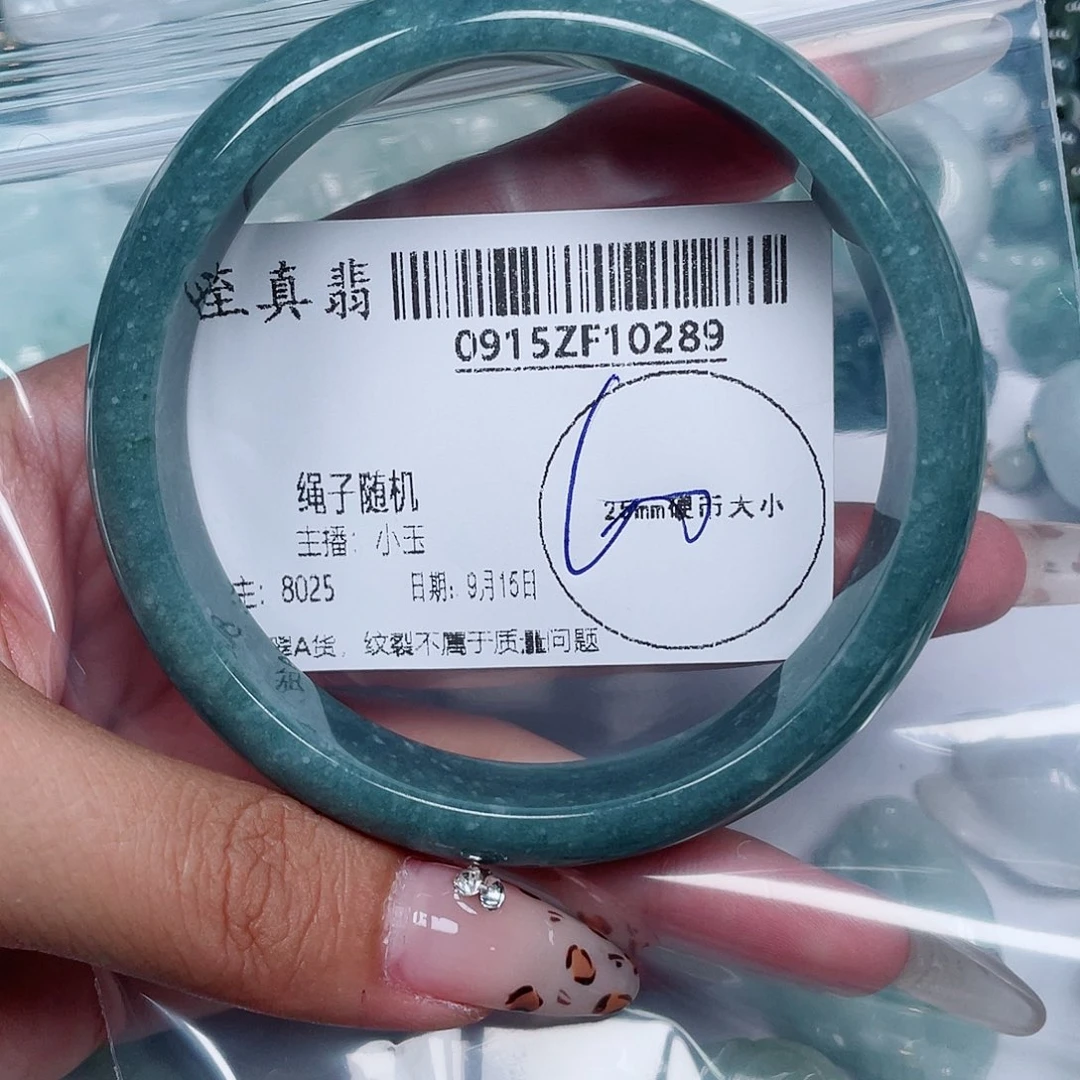 真翡
0915ZF10289
25mm硬币大小
绳子随机
主播：小玉
主：8025 日期：9月15日
A货，纹裂不属于质量问题